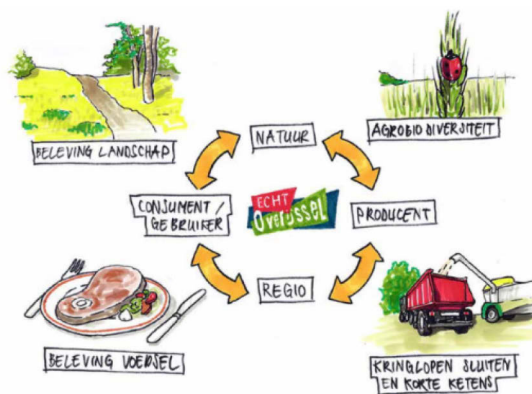 BELEVING LANDSCHAP
NATUUR
AGROBIODIVERSITEIT
CONSUMENT/
GEBRUIKER
ECHT
Overijssel
PRODUCENT
REGIO
BELEVING VOEDSEL
KRINGLOPEN SLUITEN
EN KORTE KETENS